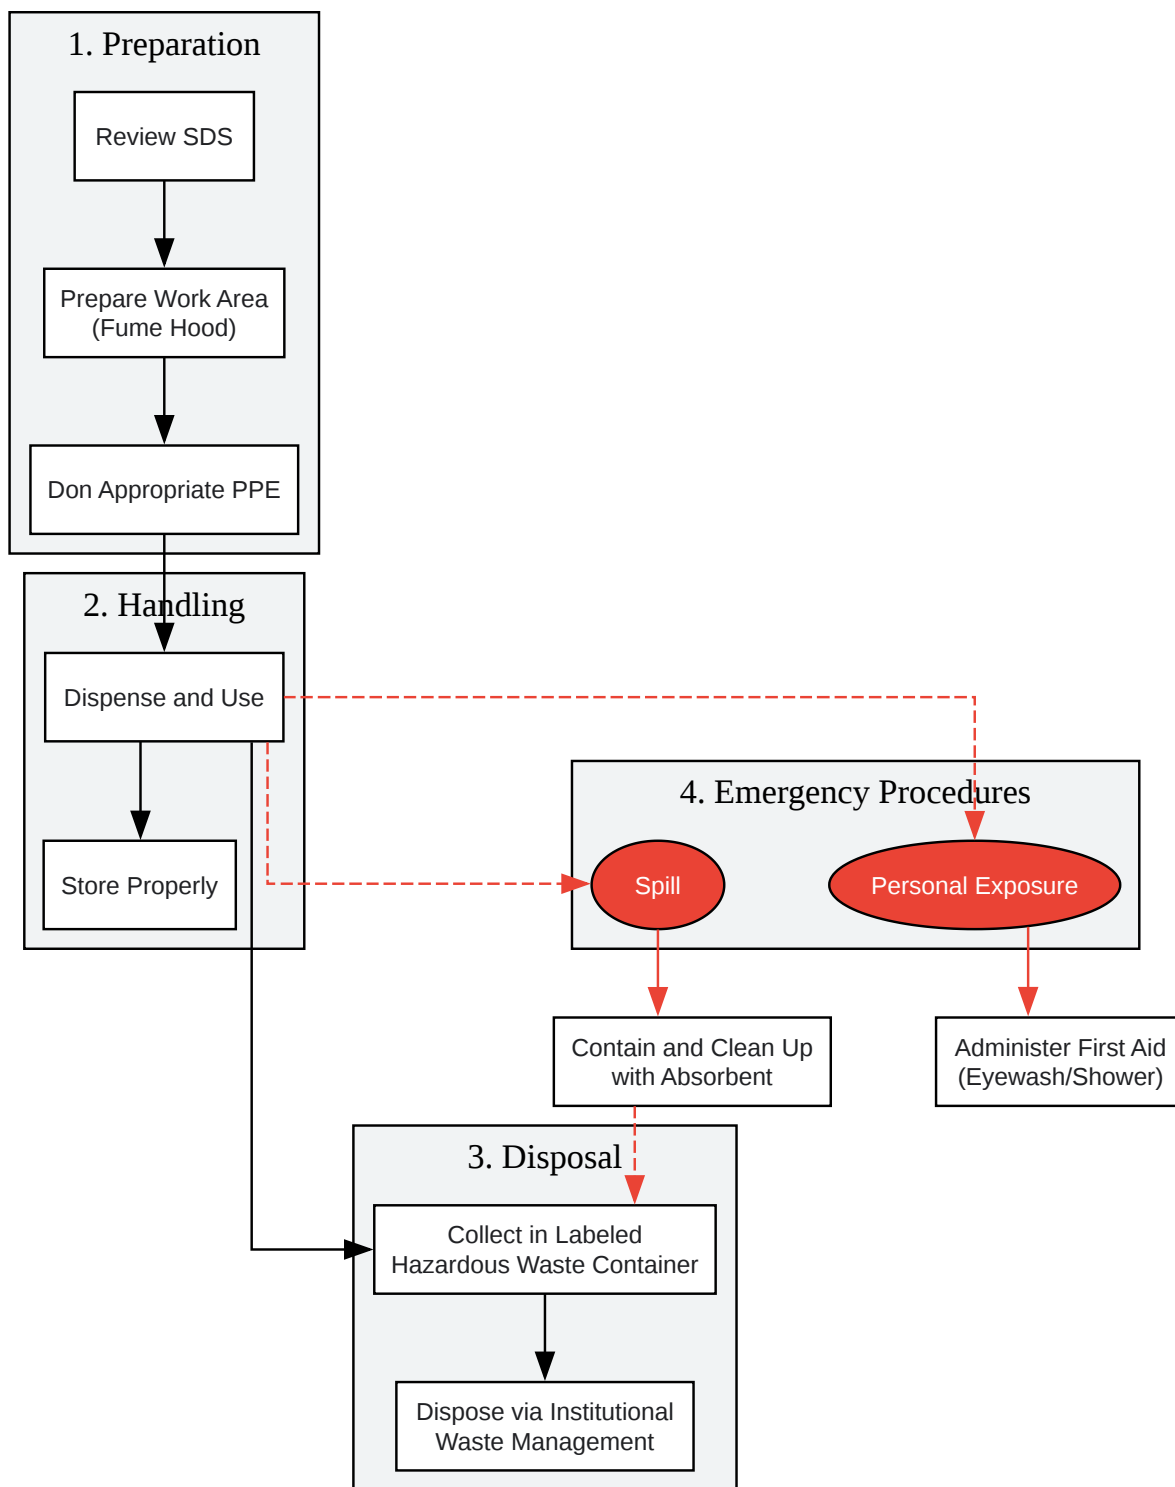 1. Preparation
Review SDS
Prepare Work Area
(Fume Hood)
Don Appropriate PPE
2. Handling
Dispense and Use
Store Properly
4. Emergency Procedures
Spill
Personal Exposure
Contain and Clean Up
with Absorbent
Administer First Aid
(Eyewash/Shower)
3. Disposal
Collect in Labeled
Hazardous Waste Container
Dispose via Institutional
Waste Management